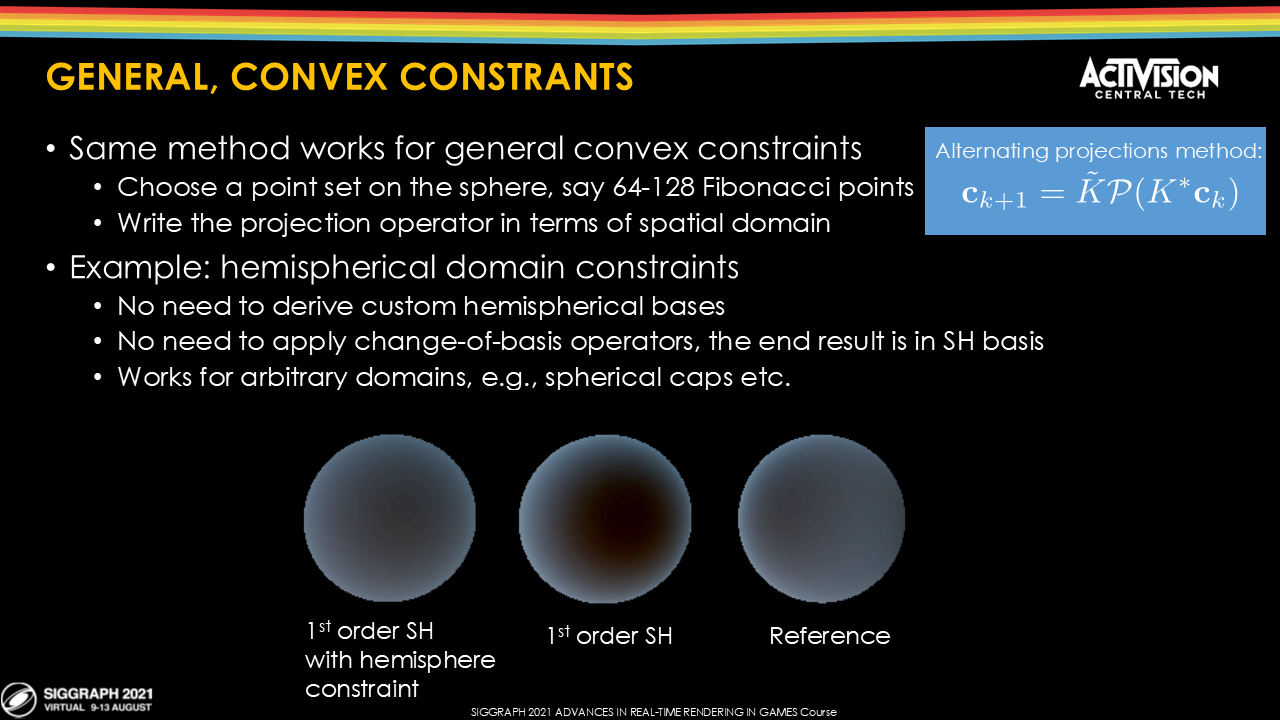 GENERAL, CONVEX CONSTRANTS
ACTIVISION
CENTRAL TECH
• Same method works for general convex constraints
• Choose a point set on the sphere, say 64-128 Fibonacci points
• Write the projection operator in terms of spatial domain
Alternating projections method:
$\mathbf{c}_{k+1} = \tilde{K}\mathcal{P}(K^*\mathbf{c}_k)$
• Example: hemispherical domain constraints
• No need to derive custom hemispherical bases
• No need to apply change-of-basis operators, the end result is in SH basis
• Works for arbitrary domains, e.g., spherical caps etc.
1st order SH
with hemisphere
constraint
1st order SH
Reference
SIGGRAPH 2021
VIRTUAL 9-13 AUGUST
SIGGRAPH 2021 ADVANCES IN REAL-TIME RENDERING IN GAMES Course